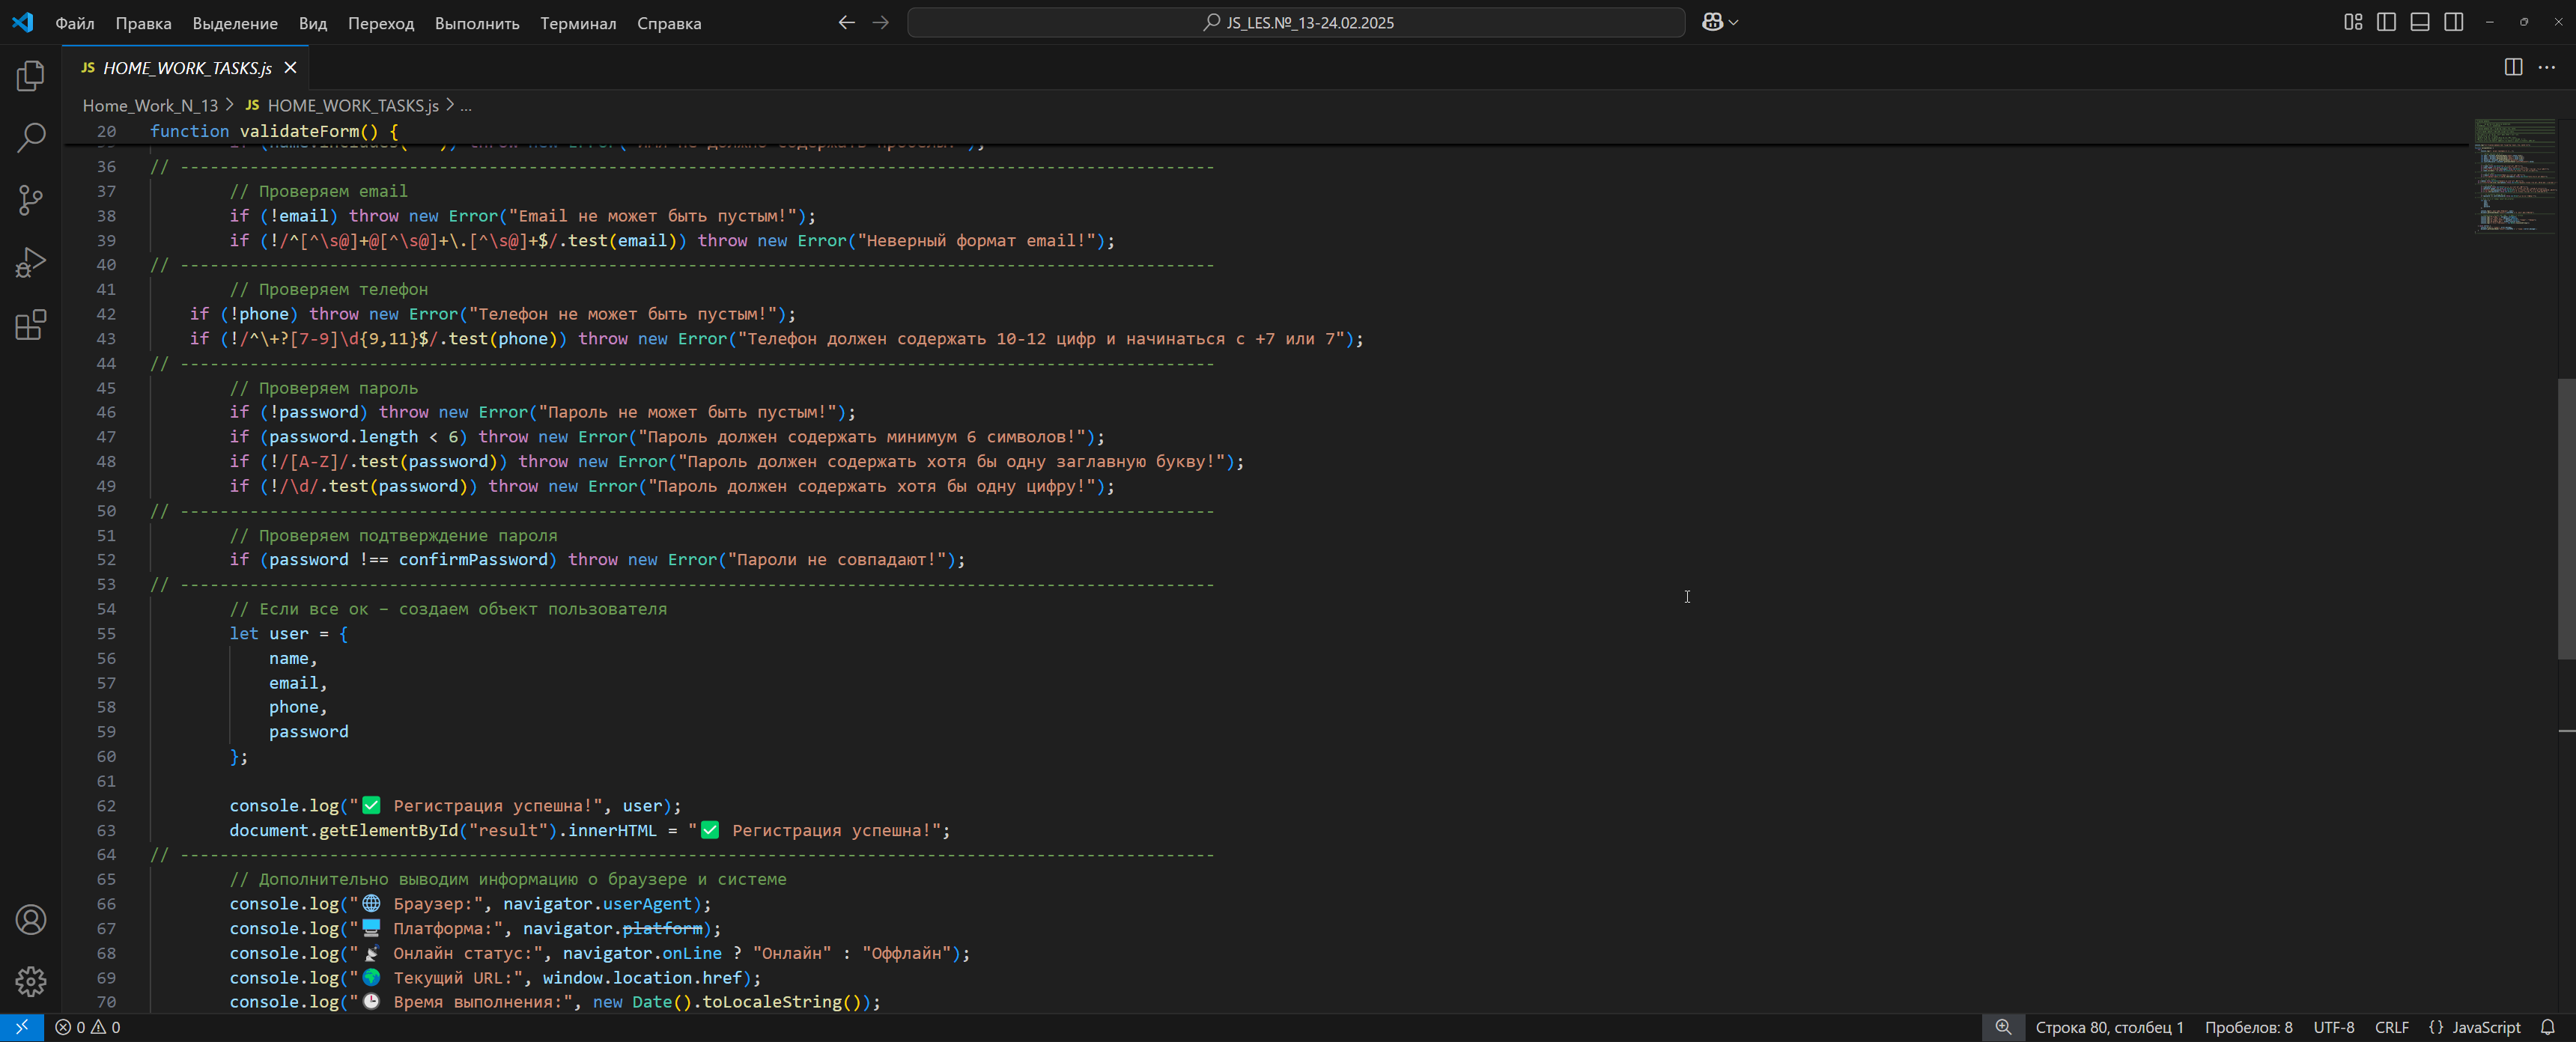 Файл Правка Выделение Вид Переход Выполнить Терминал Справка JS_LES.№_13-24.02.2025
JS HOME_WORK_TASKS.js
Home_Work_N_13 > JS HOME_WORK_TASKS.js > ...
20 function validateForm() {
36 // --------------------------------------------------------------------------------------------------------
37 // Проверяем email
38 if (!email) throw new Error("Email не может быть пустым!");
39 if (!/^[^\s@]+@[^\s@]+\.[^\s@]+$/.test(email)) throw new Error("Неверный формат email!");
40 // --------------------------------------------------------------------------------------------------------
41 // Проверяем телефон
42 if (!phone) throw new Error("Телефон не может быть пустым!");
43 if (!/^\+?[7-9]\d{9,11}$/.test(phone)) throw new Error("Телефон должен содержать 10-12 цифр и начинаться с +7 или 7");
44 // --------------------------------------------------------------------------------------------------------
45 // Проверяем пароль
46 if (!password) throw new Error("Пароль не может быть пустым!");
47 if (password.length < 6) throw new Error("Пароль должен содержать минимум 6 символов!");
48 if (!/[A-Z]/.test(password)) throw new Error("Пароль должен содержать хотя бы одну заглавную букву!");
49 if (!/\d/.test(password)) throw new Error("Пароль должен содержать хотя бы одну цифру!");
50 // --------------------------------------------------------------------------------------------------------
51 // Проверяем подтверждение пароля
52 if (password !== confirmPassword) throw new Error("Пароли не совпадают!");
53 // --------------------------------------------------------------------------------------------------------
54 // Если все ок – создаем объект пользователя
55 let user = {
56 name,
57 email,
58 phone,
59 password
60 };
61
62 console.log("✅ Регистрация успешна!", user);
63 document.getElementById("result").innerHTML = "✅ Регистрация успешна!";
64 // --------------------------------------------------------------------------------------------------------
65 // Дополнительно выводим информацию о браузере и системе
66 console.log("🌐 Браузер:", navigator.userAgent);
67 console.log("💻 Платформа:", navigator.platform);
68 console.log("📡 Онлайн статус:", navigator.onLine ? "Онлайн" : "Оффлайн");
69 console.log("🌍 Текущий URL:", window.location.href);
70 console.log("🕒 Время выполнения:", new Date().toLocaleString());
0 0 Строка 80, столбец 1 Пробелов: 8 UTF-8 CRLF {} JavaScript